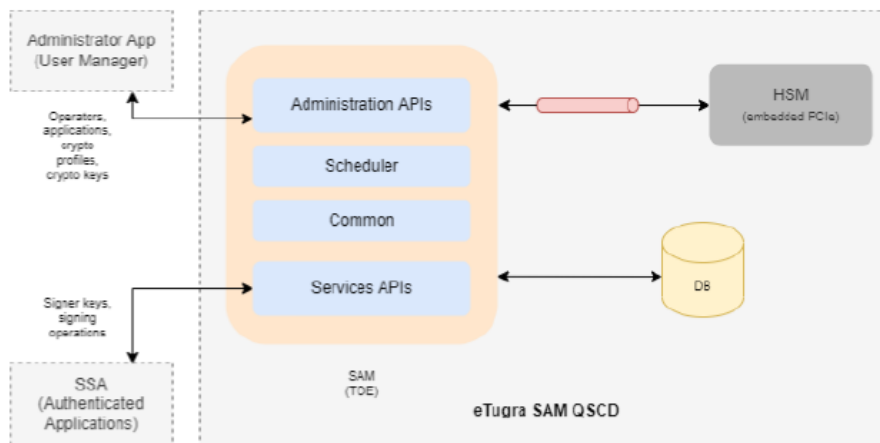 Administrator App
(User Manager)
Operators,
applications,
crypto
profiles,
crypto keys
Administration APIs
Scheduler
Common
Services APIs
HSM
(embedded PCIe)
DB
Signer keys,
signing
operations
SSA
(Authenticated
Applications)
SAM
(TOE)
eTugra SAM QSCD